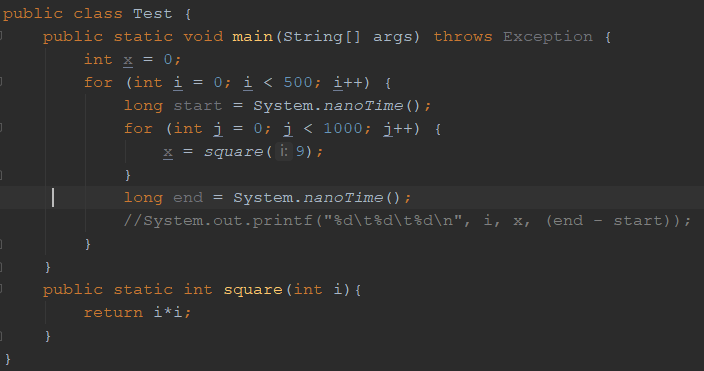 public class Test {
public static void main(String[] args) throws Exception {
int x = 0;
for (int i = 0; i < 500; i++) {
long start = System.nanoTime();
for (int j = 0; j < 1000; j++) {
x = square( i: 9);
}
long end = System.nanoTime();
//System.out.printf("%d\t%d\t%d\n", i, x, (end - start));
}
}
public static int square(int i){
return i*i;
}
}